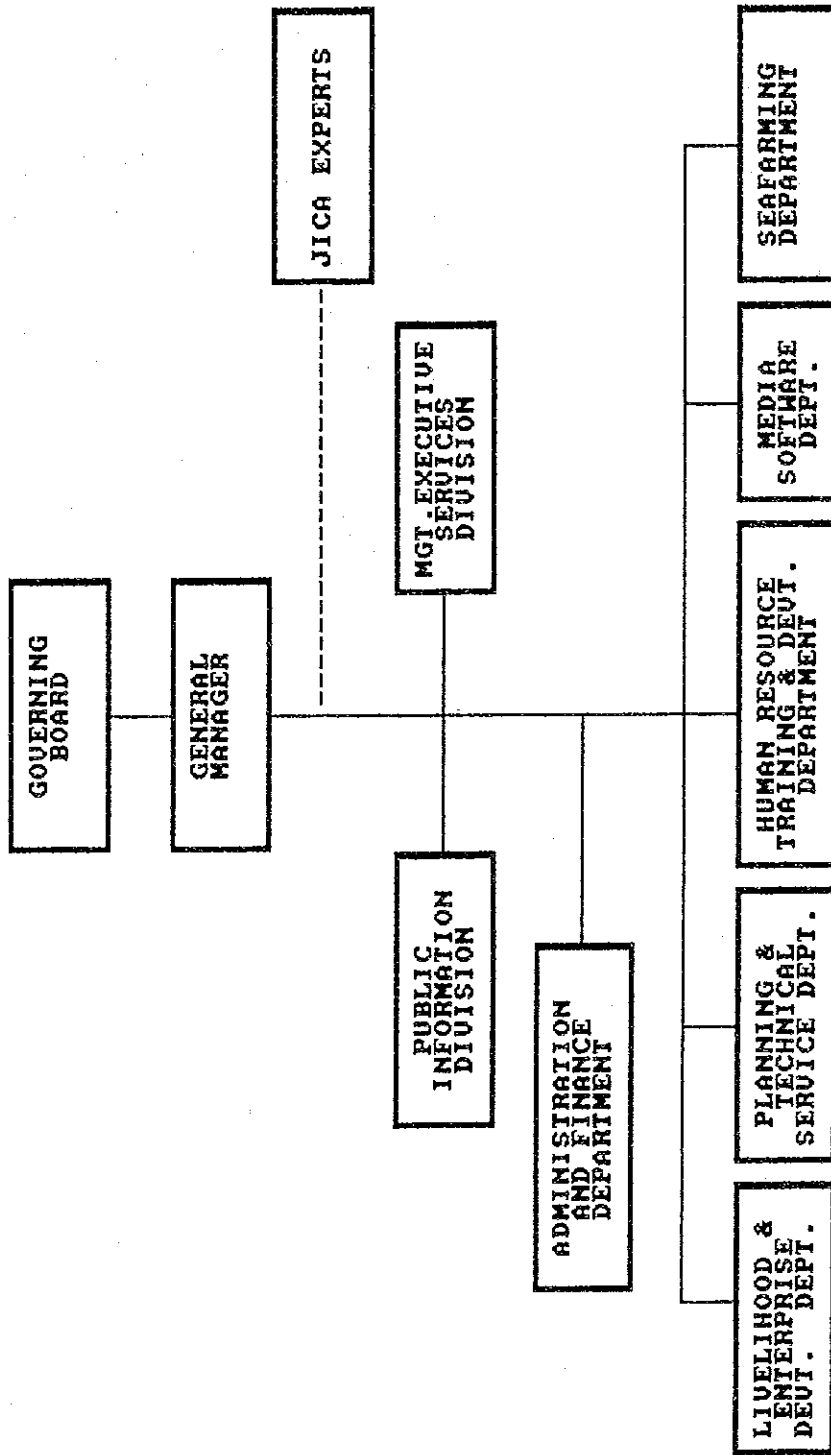 GOVERNING
BOARD
GENERAL
MANAGER
JICA EXPERTS
PUBLIC
INFORMATION
DIVISION
MGT.EXECUTIVE
SERVICES
DIVISION
ADMINISTRATION
AND FINANCE
DEPARTMENT
LIVELIHOOD &
ENTERPRISE
DEVT. DEPT.
PLANNING &
TECHNICAL
SERVICE DEPT.
HUMAN RESOURCE
TRAINING & DEVT.
DEPARTMENT
MEDIA
SOFTWARE
DEPT.
SEAFARMING
DEPARTMENT